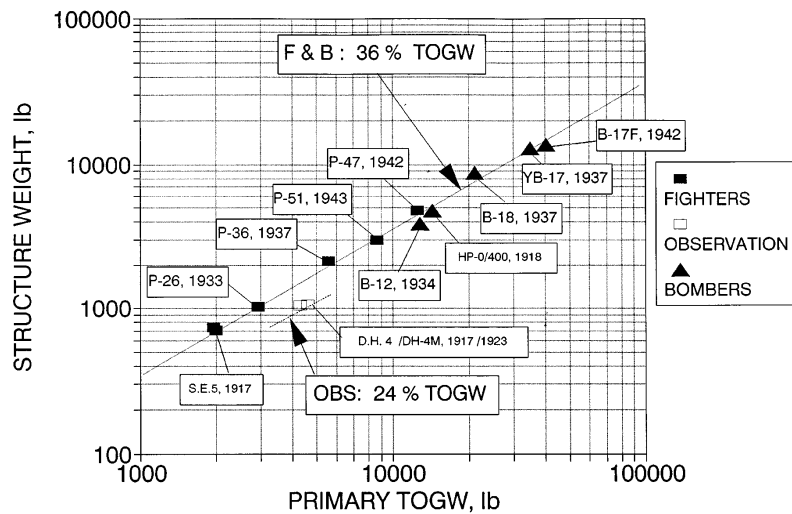 100000
F & B : 36 % TOGW
B-17F, 1942
10000
P-47, 1942
YB-17, 1937
P-51, 1943
B-18, 1937
P-36, 1937
HP-0/400, 1918
B-12, 1934
P-26, 1933
1000
D.H. 4 /DH-4M, 1917 /1923
S.E.5, 1917
OBS: 24 % TOGW
100
1000
10000
100000
PRIMARY TOGW, lb
STRUCTURE WEIGHT, lb
FIGHTERS
OBSERVATION
BOMBERS